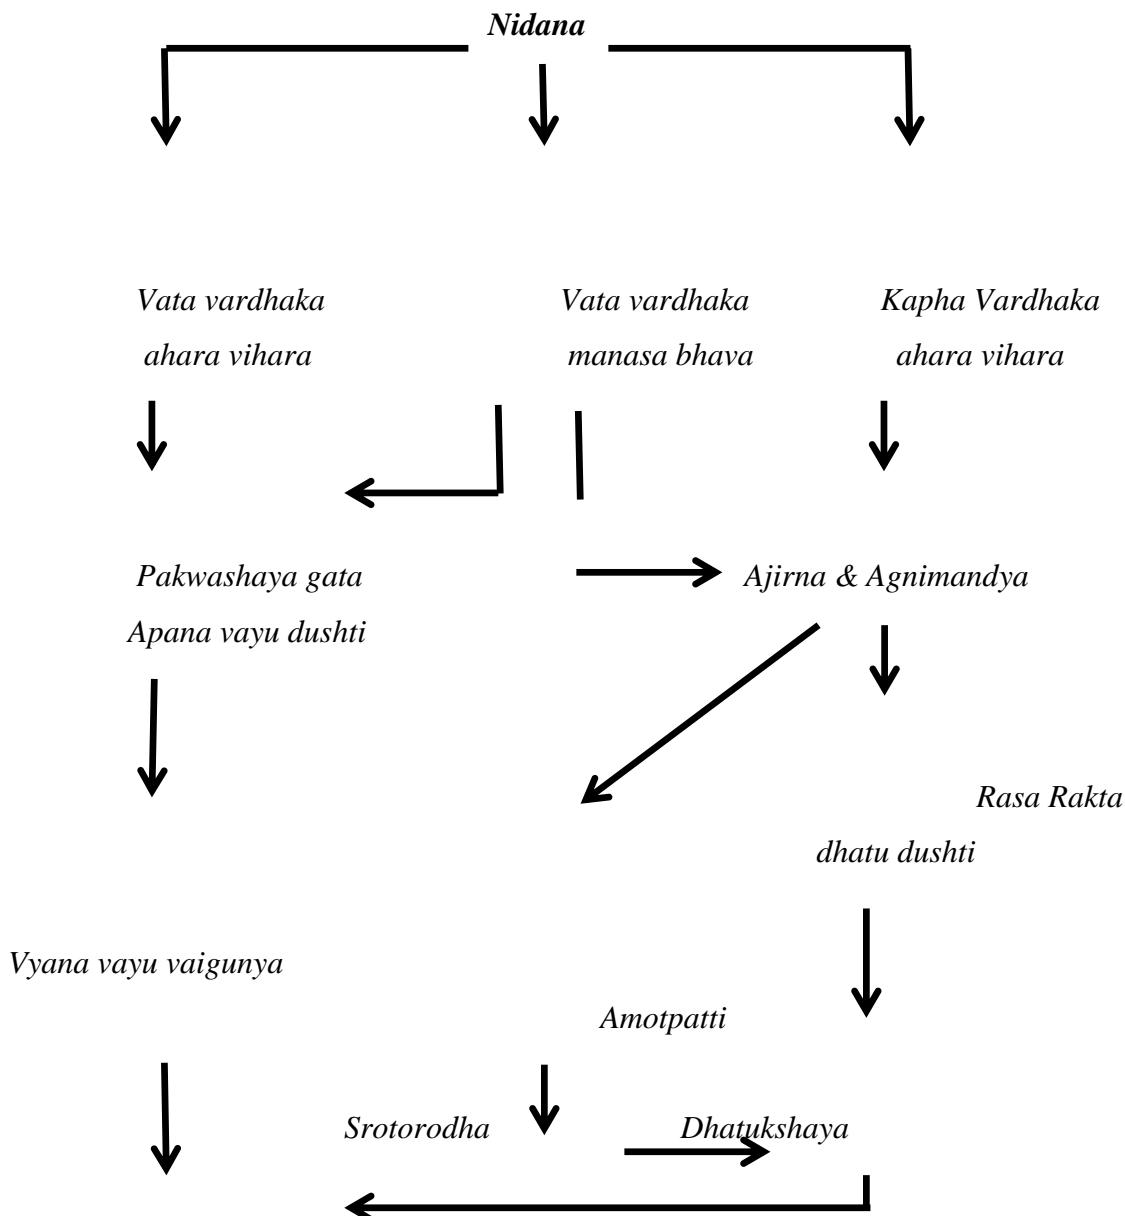 Nidana
Vata vardhaka
ahara vihara
Vata vardhaka
manasa bhava
Kapha Vardhaka
ahara vihara
Pakwashaya gata
Apana vayu dushti
Ajirna & Agnimandya
Rasa Rakta
dhatu dushti
Vyana vayu vaigunya
Amotpatti
Srotorodha
Dhatukshaya